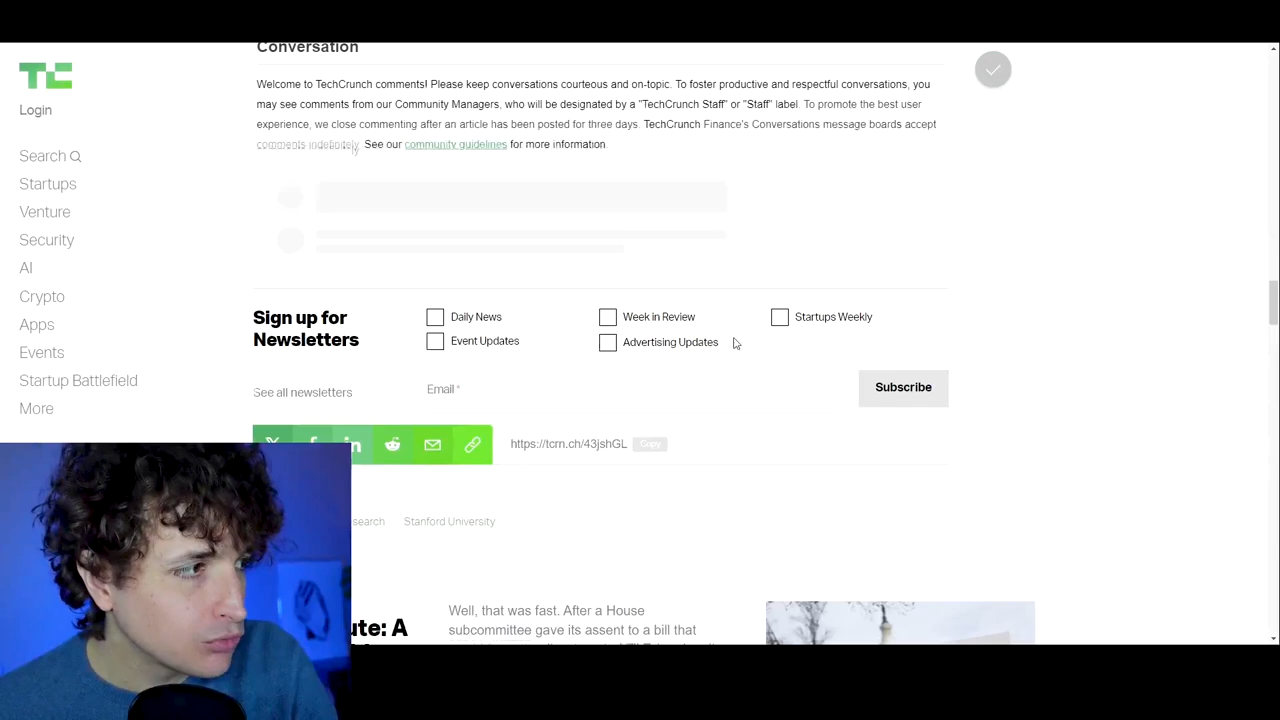 Conversation
TC
Login
Search
Startups
Venture
Security
AI
Crypto
Apps
Events
Startup Battlefield
More
Welcome to TechCrunch comments! Please keep conversations courteous and on-topic. To foster productive and respectful conversations, you
may see comments from our Community Managers, who will be designated by a "TechCrunch Staff" or "Staff" label. To promote the best user
experience, we close commenting after an article has been posted for three days. TechCrunch Finance's Conversations message boards accept
comments indefinitely. See our community guidelines for more information.
Sign up for
Newsletters
Daily News
Week in Review
Startups Weekly
Event Updates
Advertising Updates
See all newsletters
Email *
Subscribe
https://tcrn.ch/43jshGL Copy
search Stanford University
ute: A
Well, that was fast. After a House
subcommittee gave its assent to a bill that